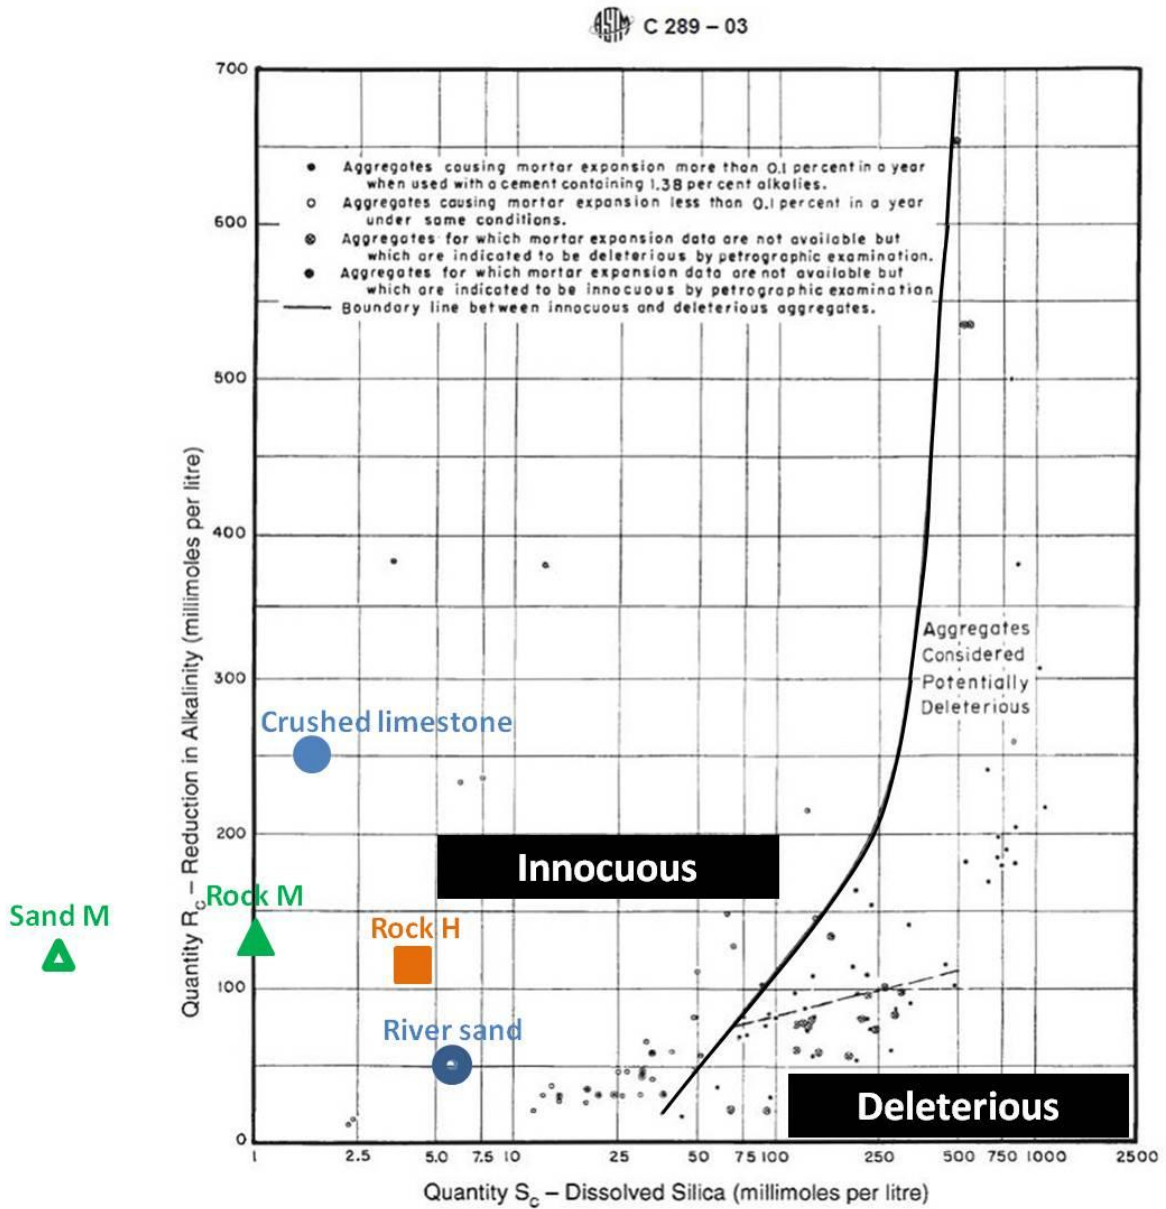 ASTM C 289 – 03
700
600
500
400
300
200
100
0
Quantity Rc – Reduction in Alkalinity (millimoles per litre)
Aggregates causing mortar expansion more than 0.1 percent in a year
when used with a cement containing 1.38 per cent alkalies.
Aggregates causing mortar expansion less than 0.1 percent in a year
under same conditions.
Aggregates for which mortar expansion data are not available but
which are indicated to be deleterious by petrographic examination.
Aggregates for which mortar expansion data are not available but
which are indicated to be innocuous by petrographic examination
Boundary line between innocuous and deleterious aggregates.
Aggregates
Considered
Potentially
Deleterious
Crushed limestone
Innocuous
Rock M
Sand M
Rock H
River sand
Deleterious
1 2.5 5.0 7.5 10 25 50 75 100 250 500 750 1000 2500
Quantity Sc – Dissolved Silica (millimoles per litre)